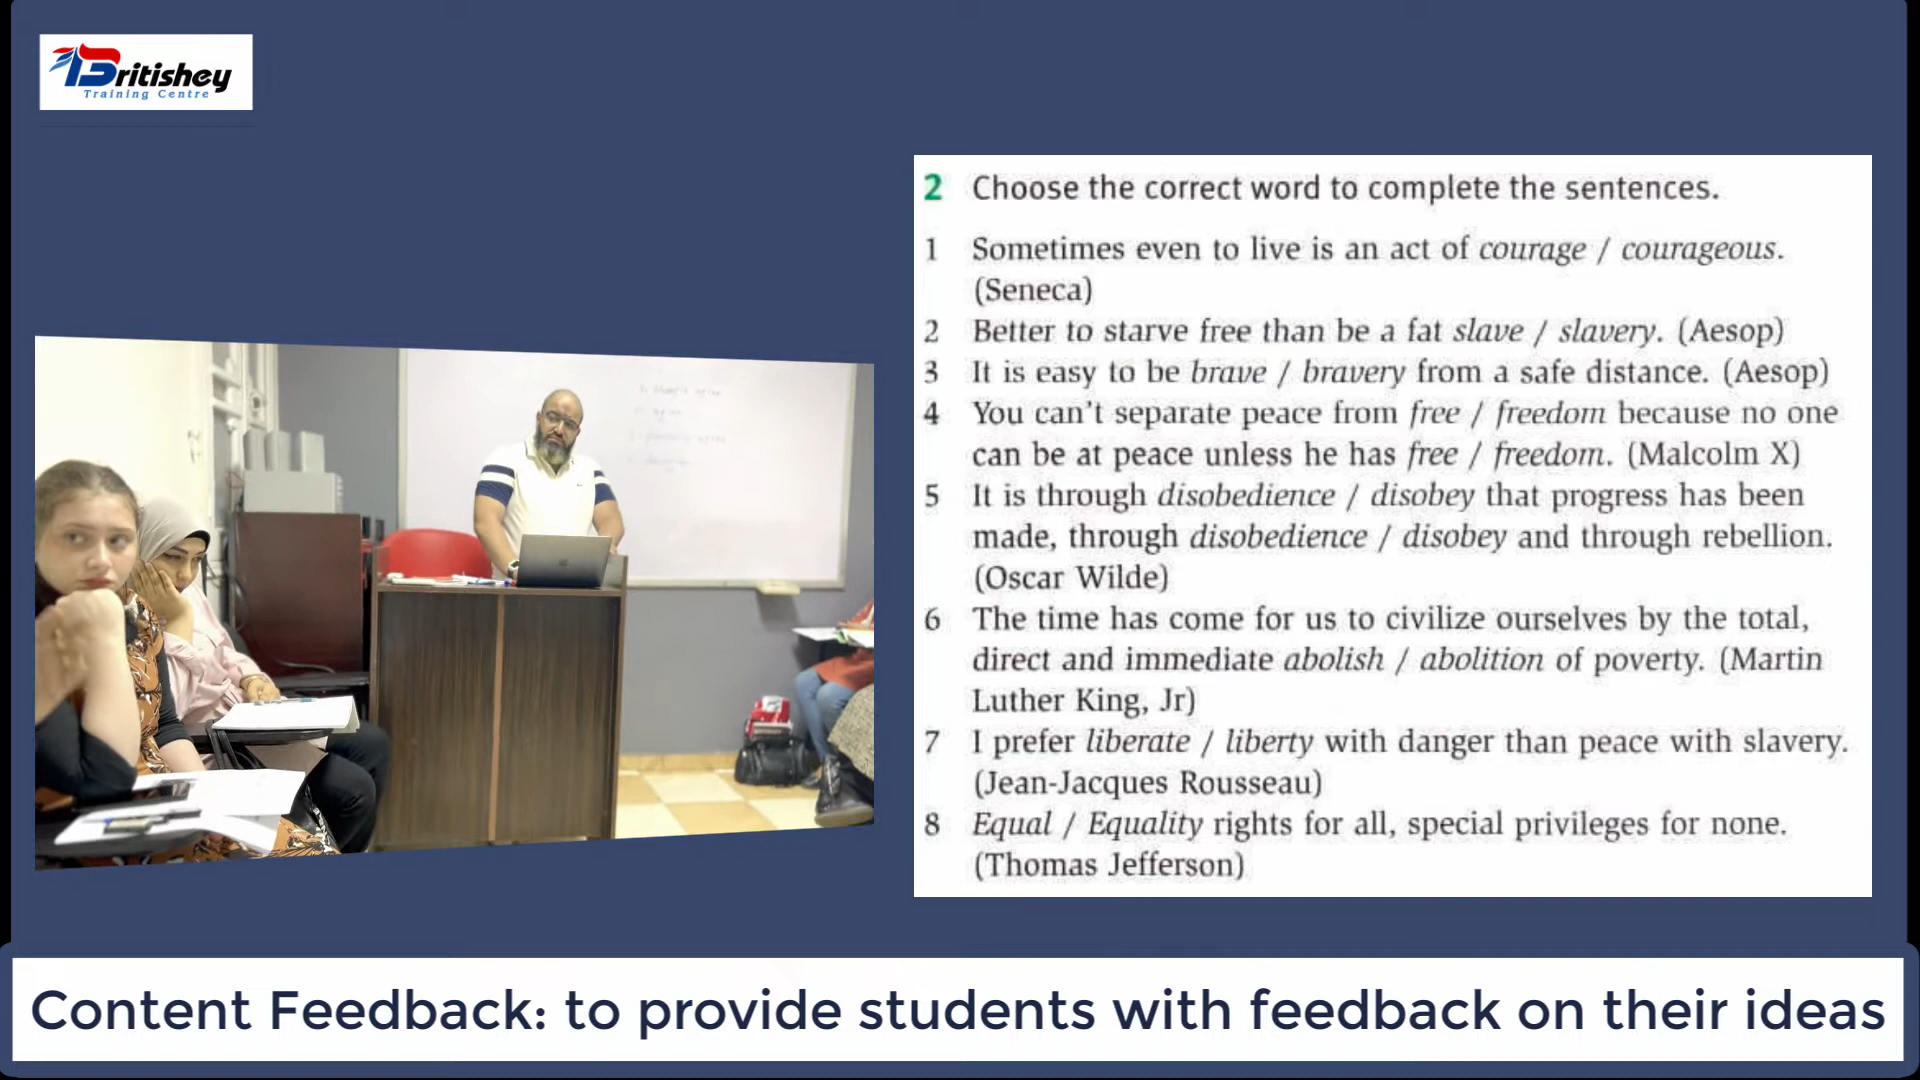 Britishey
Training Centre
2 Choose the correct word to complete the sentences.
1 Sometimes even to live is an act of courage / courageous.
(Seneca)
2 Better to starve free than be a fat slave / slavery. (Aesop)
3 It is easy to be brave / bravery from a safe distance. (Aesop)
4 You can't separate peace from free / freedom because no one
can be at peace unless he has free / freedom. (Malcolm X)
5 It is through disobedience / disobey that progress has been
made, through disobedience / disobey and through rebellion.
(Oscar Wilde)
6 The time has come for us to civilize ourselves by the total,
direct and immediate abolish / abolition of poverty. (Martin
Luther King, Jr)
7 I prefer liberate / liberty with danger than peace with slavery.
(Jean-Jacques Rousseau)
8 Equal / Equality rights for all, special privileges for none.
(Thomas Jefferson)
Content Feedback: to provide students with feedback on their ideas